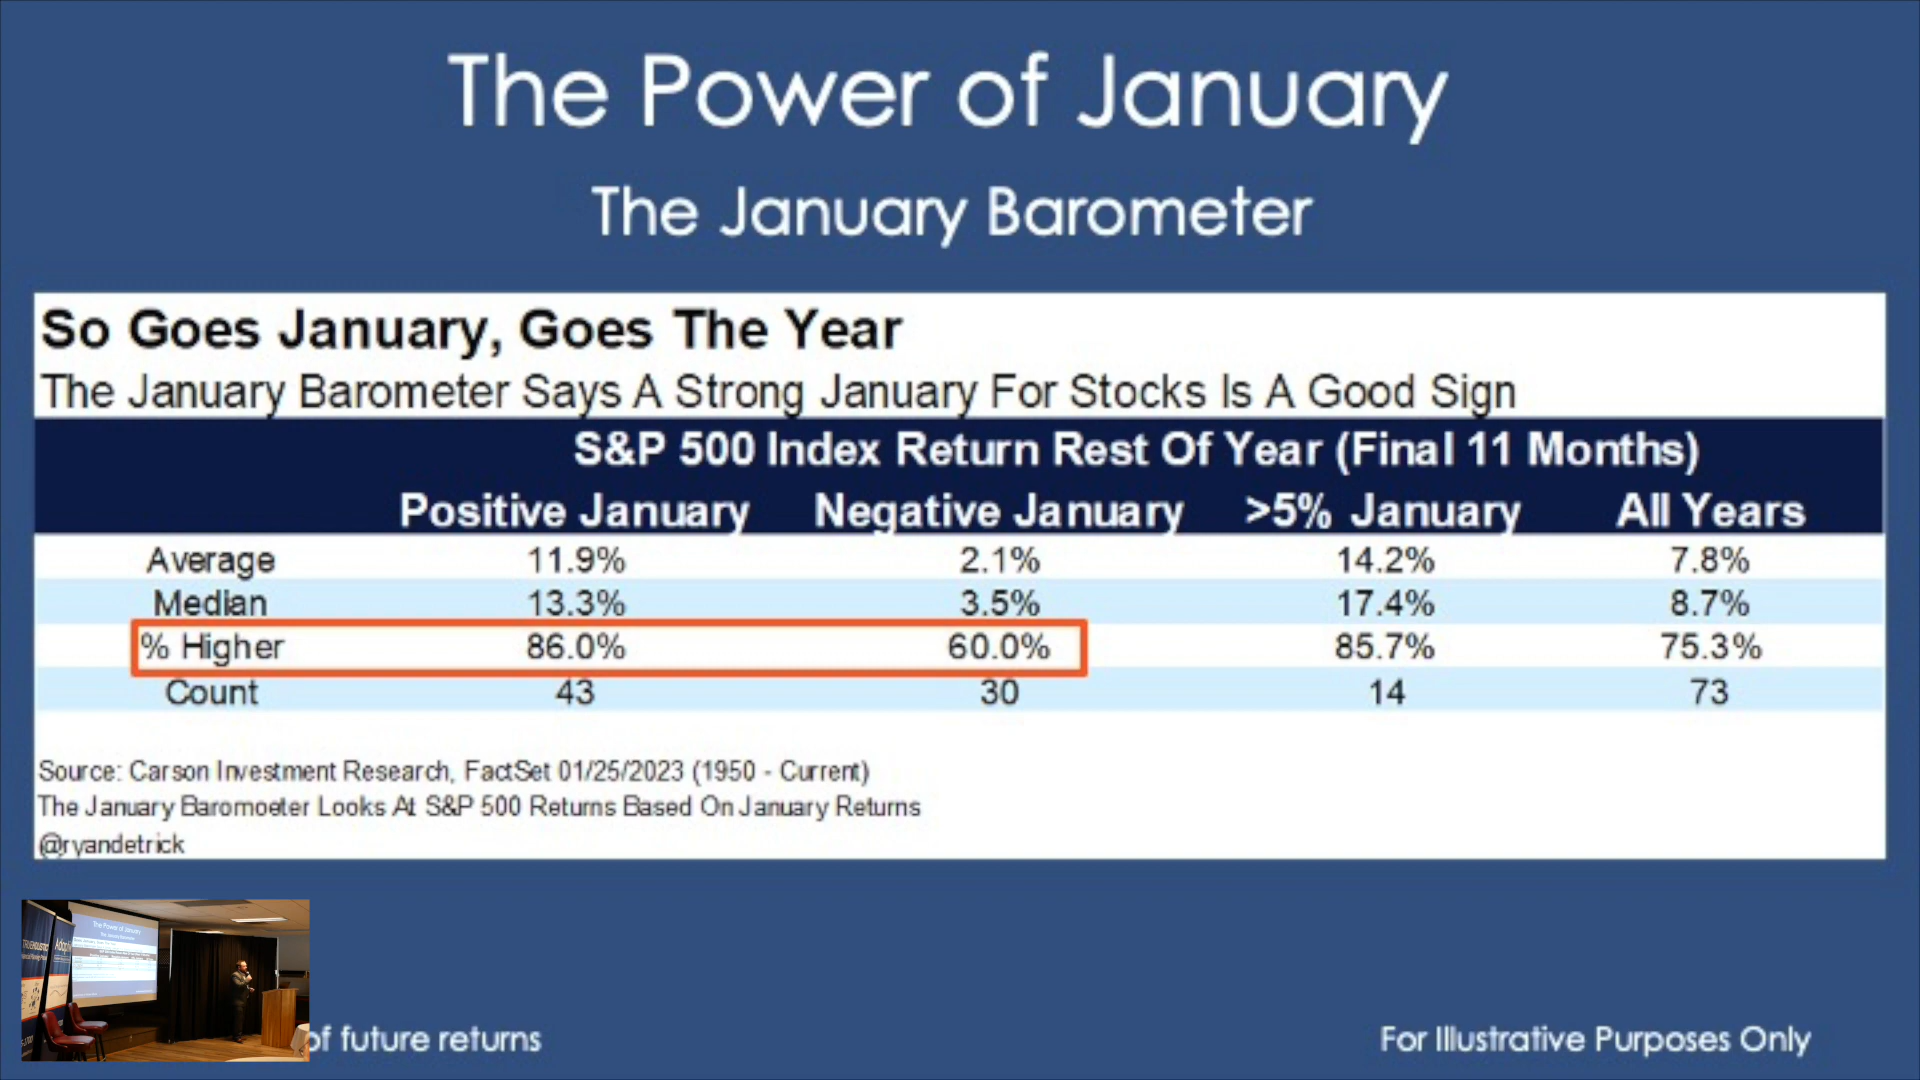 The Power of January
The January Barometer
So Goes January, Goes The Year
The January Barometer Says A Strong January For Stocks Is A Good Sign
S&P 500 Index Return Rest Of Year (Final 11 Months)
Positive January Negative January >5% January All Years
Average 11.9% 2.1% 14.2% 7.8%
Median 13.3% 3.5% 17.4% 8.7%
% Higher 86.0% 60.0% 85.7% 75.3%
Count 43 30 14 73
Source: Carson Investment Research, FactSet 01/25/2023 (1950 - Current)
The January Baromoeter Looks At S&P 500 Returns Based On January Returns
@ryandetrick
The Power of January
of future returns
For Illustrative Purposes Only